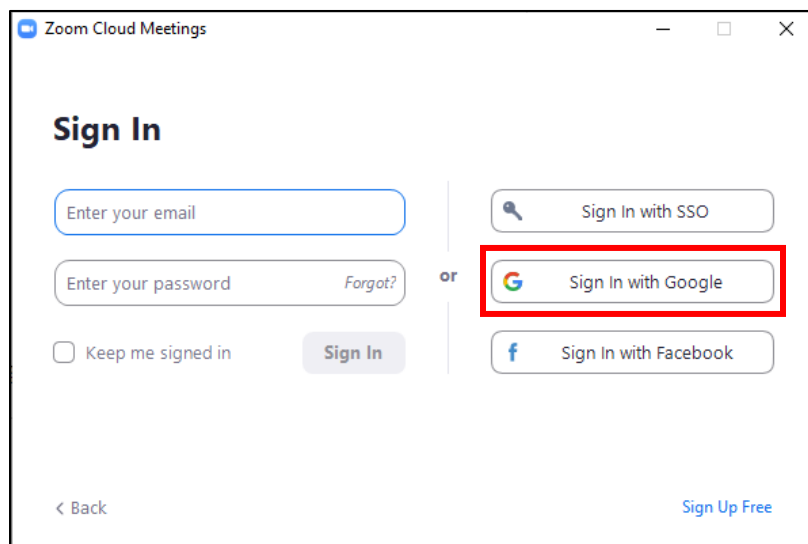 Zoom Cloud Meetings
Sign In
Enter your email
Enter your password Forgot?
Keep me signed in Sign In
or
Sign In with SSO
Sign In with Google
Sign In with Facebook
< Back
Sign Up Free